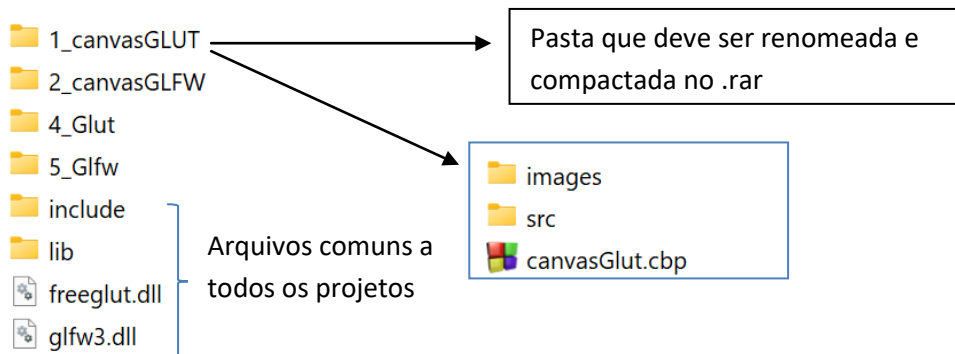 1_canvasGLUT
2_canvasGLFW
4_Glut
5_Glfw
include
lib
freeglut.dll
glfw3.dll
Arquivos comuns a
todos os projetos
Pasta que deve ser renomeada e
compactada no .rar
images
src
canvasGlut.cbp